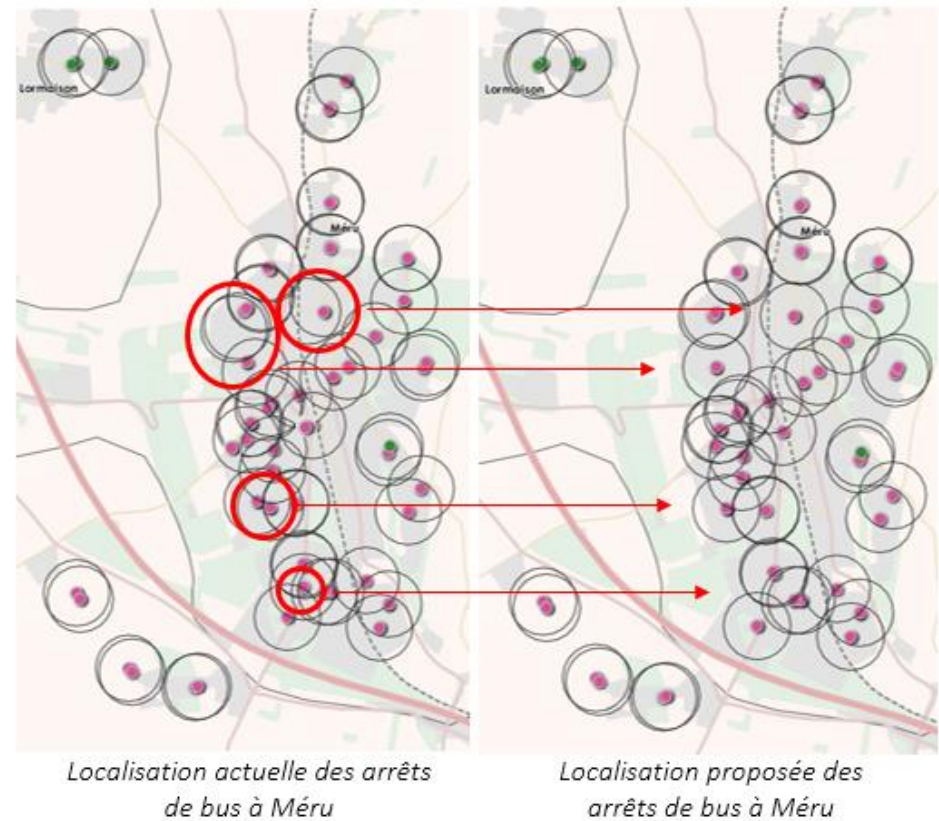 Lormaison
Méru
Lormaison
Méru
Localisation actuelle des arrêts
de bus à Méru
Localisation proposée des
arrêts de bus à Méru